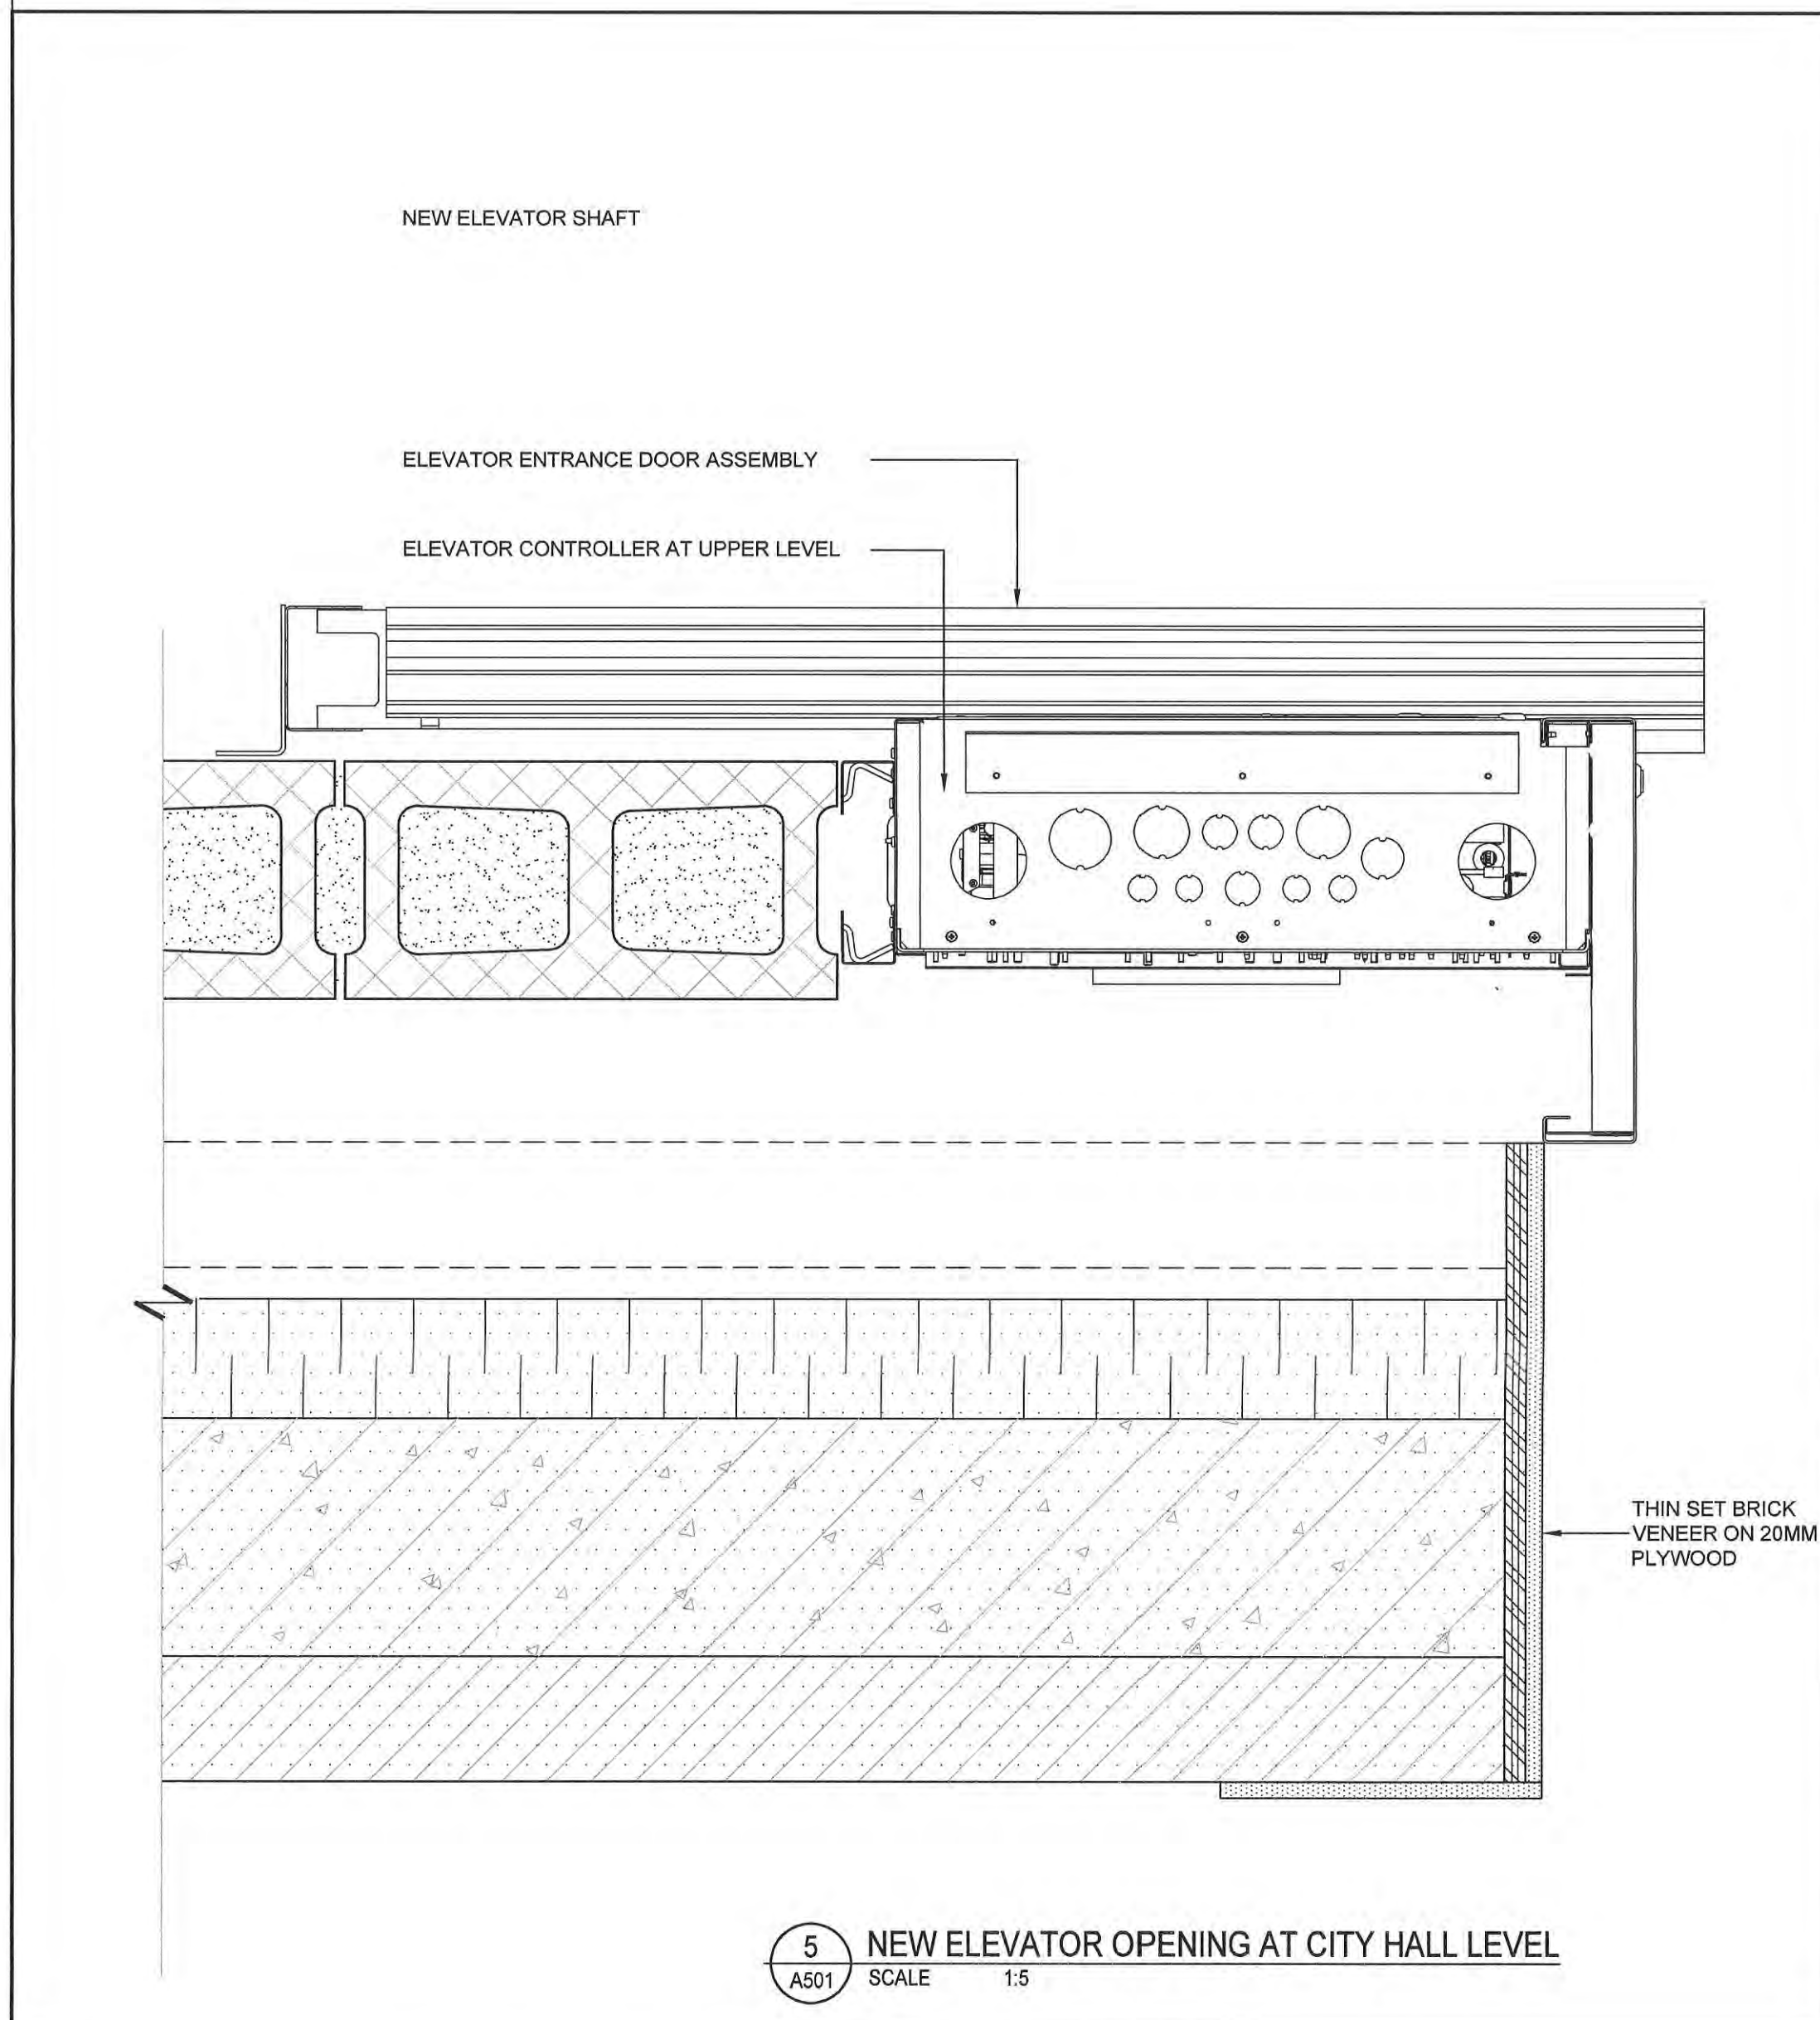 NEW ELEVATOR SHAFT
ELEVATOR ENTRANCE DOOR ASSEMBLY
ELEVATOR CONTROLLER AT UPPER LEVEL
THIN SET BRICK
VENEER ON 20MM
PLYWOOD
5
A501
NEW ELEVATOR OPENING AT CITY HALL LEVEL
SCALE 1:5